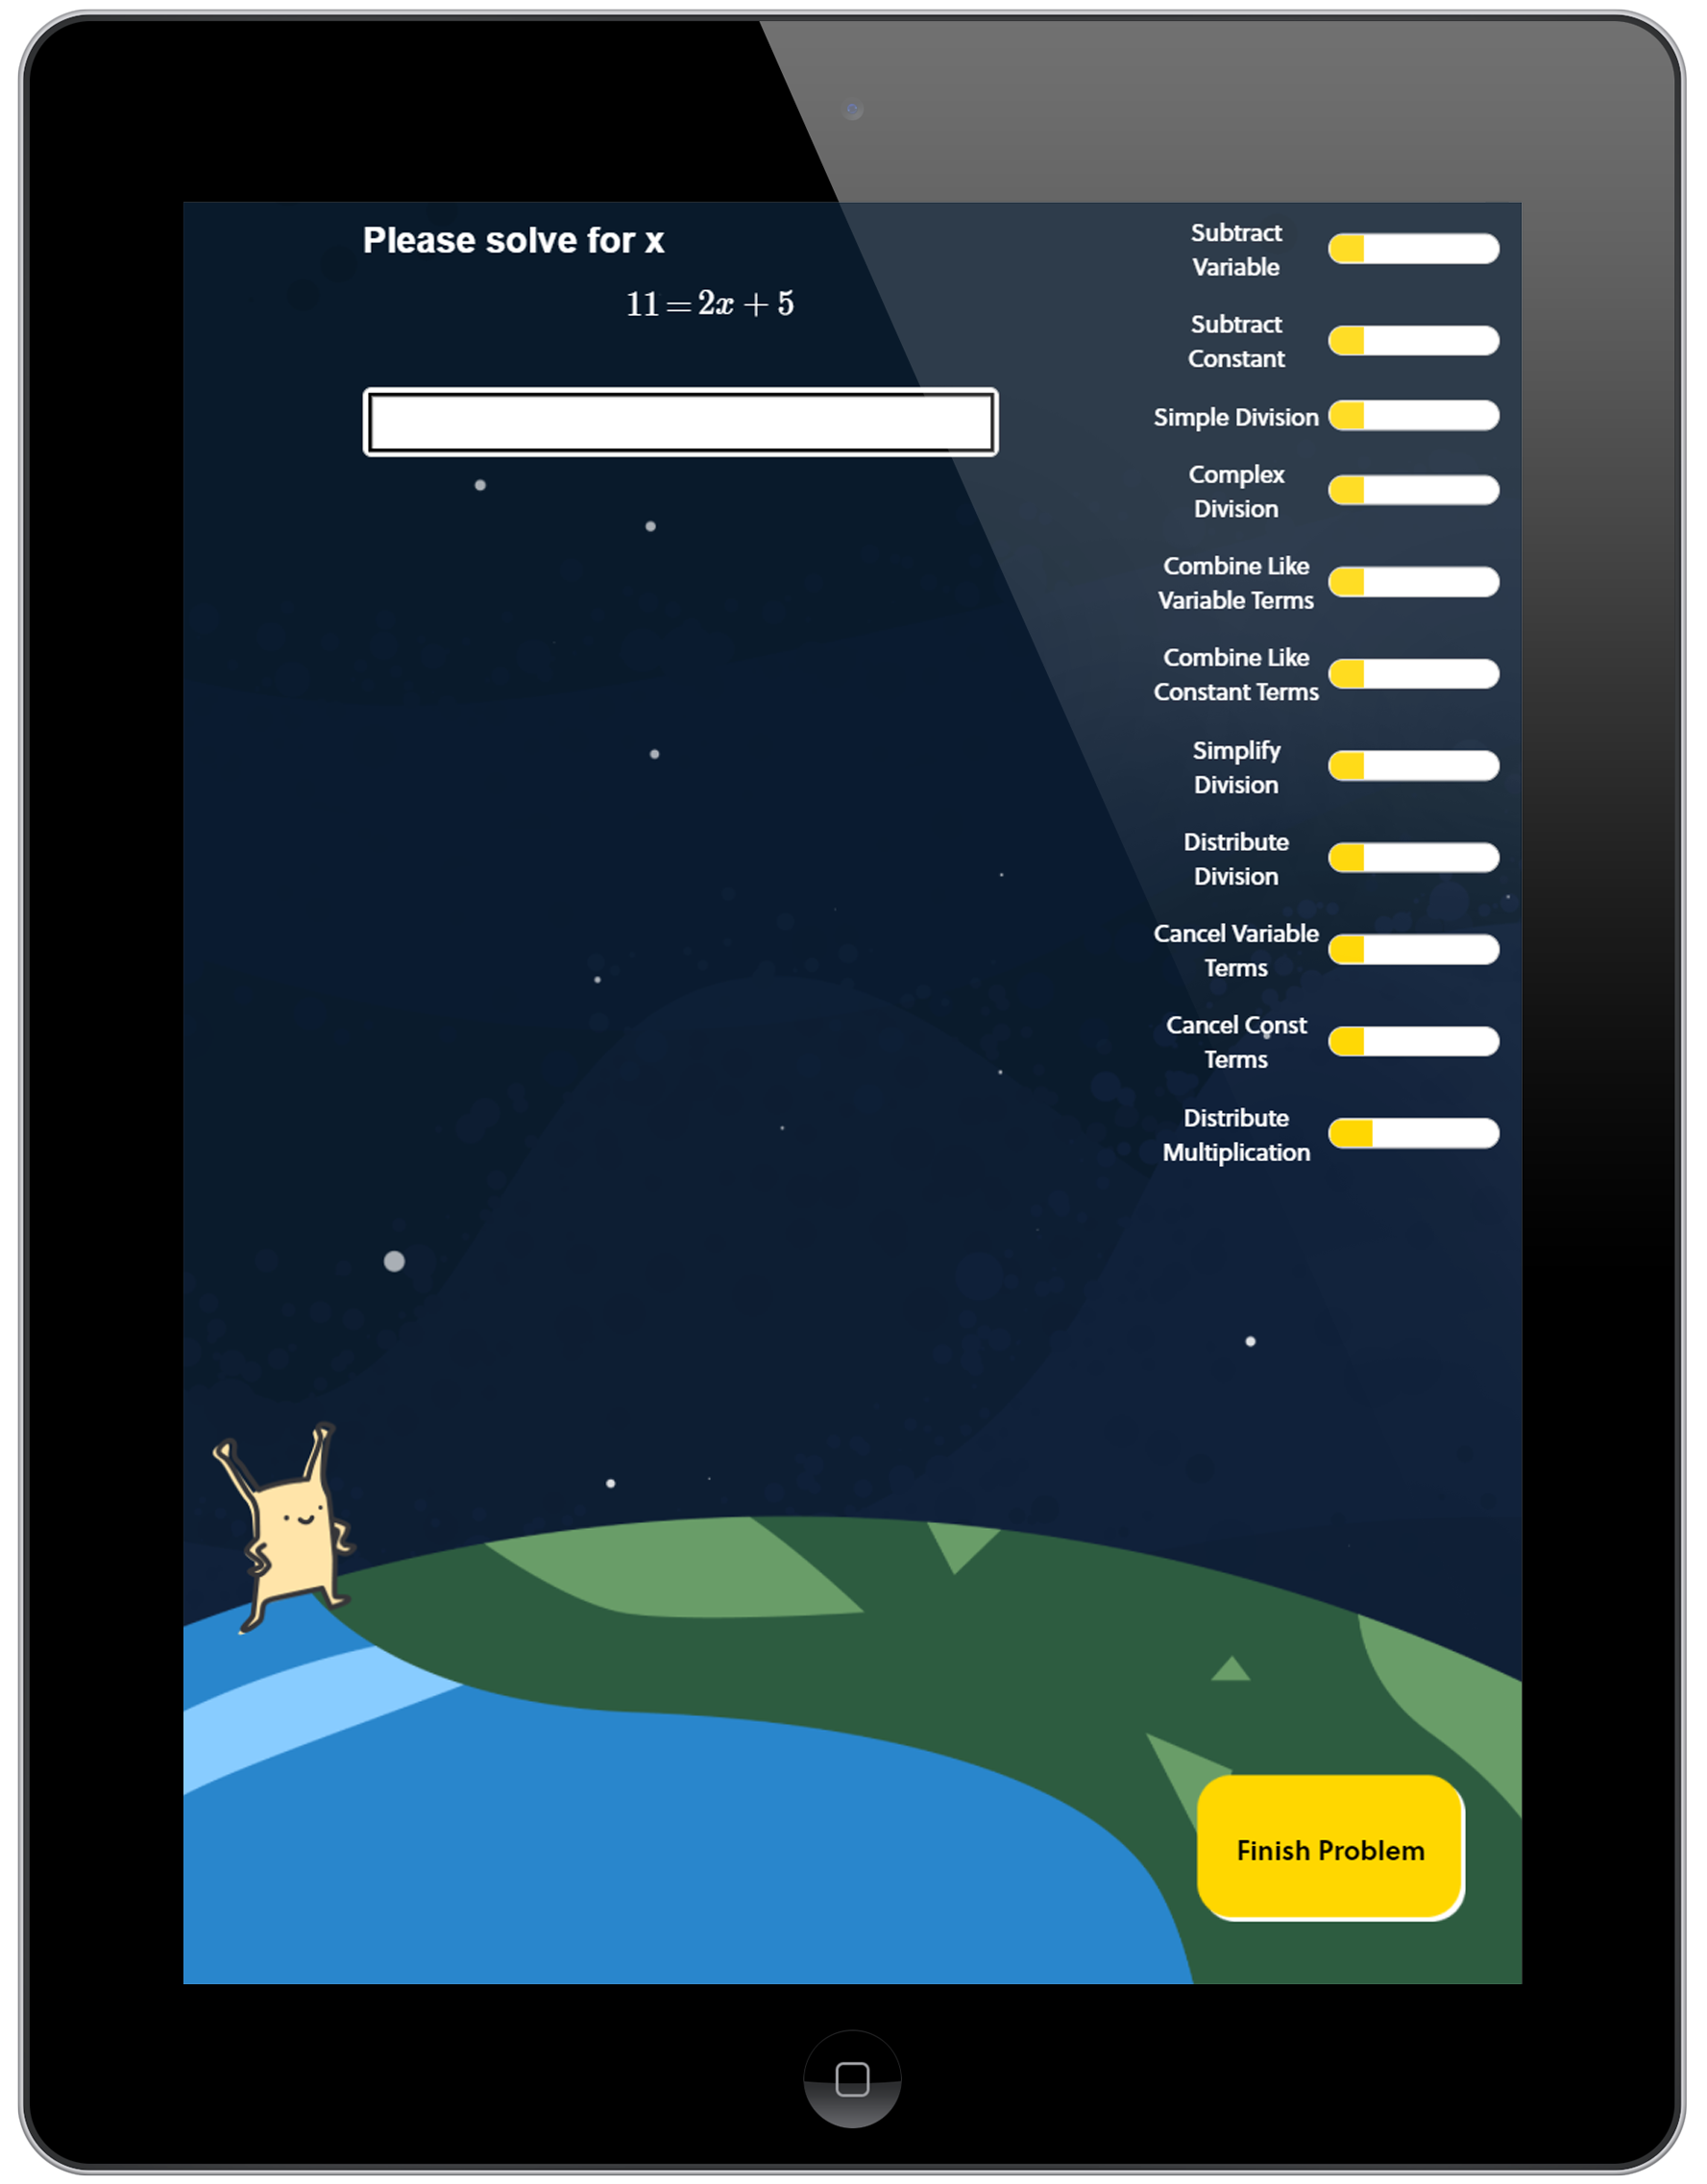 Please solve for x
11 = 2x + 5
Subtract
Variable
Subtract
Constant
Simple Division
Complex
Division
Combine Like
Variable Terms
Combine Like
Constant Terms
Simplify
Division
Distribute
Division
Cancel Variable
Terms
Cancel Const
Terms
Distribute
Multiplication
Finish Problem